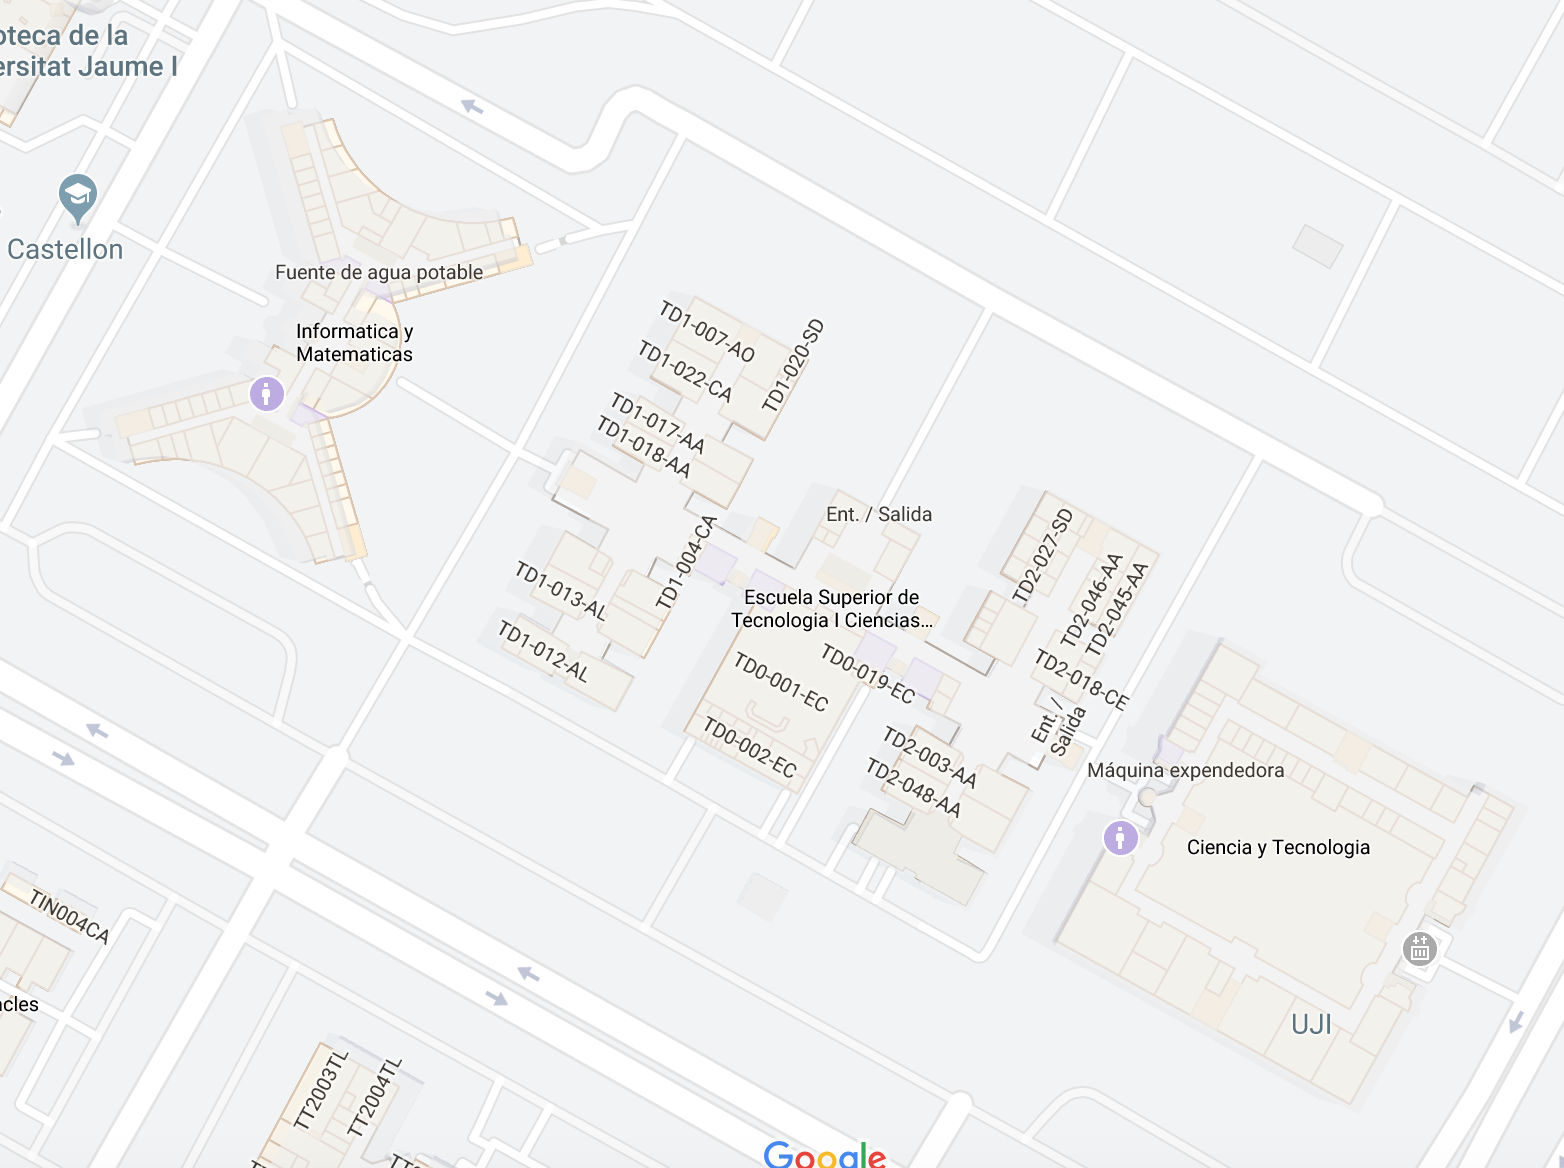 oteca de la
ersitat Jaume I
Castellon
Fuente de agua potable
Informatica y
Matematicas
TD1-007-AO
TD1-022-CA
TD1-020-SD
TD1-017-AA
TD1-018-AA
Ent. / Salida
TD1-004-CA
TD1-013-AL
TD1-012-AL
Escuela Superior de
Tecnologia I Ciencias...
TD2-027-SD
TD2-046-AA
TD2-045-AA
TD2-018-CE
TD0-019-EC
TD0-001-EC
TD0-002-EC
Ent. /
Salida
TD2-003-AA
TD2-048-AA
Máquina expendedora
Ciencia y Tecnologia
UJI
TIN004CA
acles
TT2003TL
TT2004TL
Google